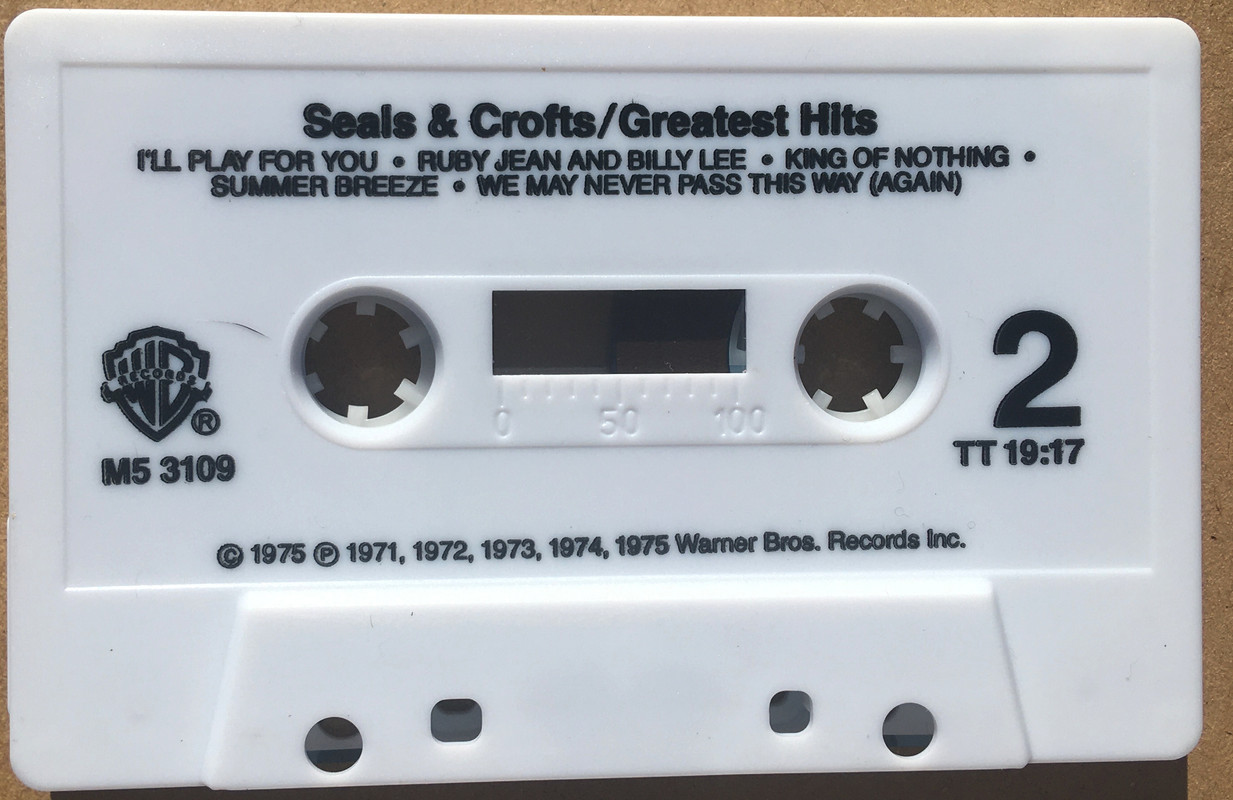 Seals & Crofts/Greatest Hits
I'LL PLAY FOR YOU • RUBY JEAN AND BILLY LEE • KING OF NOTHING •
SUMMER BREEZE • WE MAY NEVER PASS THIS WAY (AGAIN)
WB
RECORDS
®
M5 3109
2
TT 19:17
0 50 100
© 1975 ℗ 1971, 1972, 1973, 1974, 1975 Warner Bros. Records Inc.